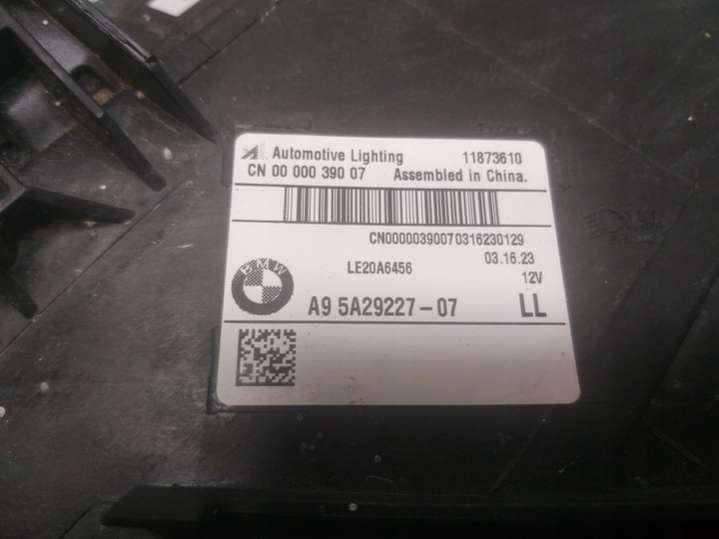 Automotive Lighting 11873610
CN 00 000 390 07 Assembled in China.
CN00000390070316230129
LE20A6456 03.16.23
12V
BMW
A9 5A29227-07 LL